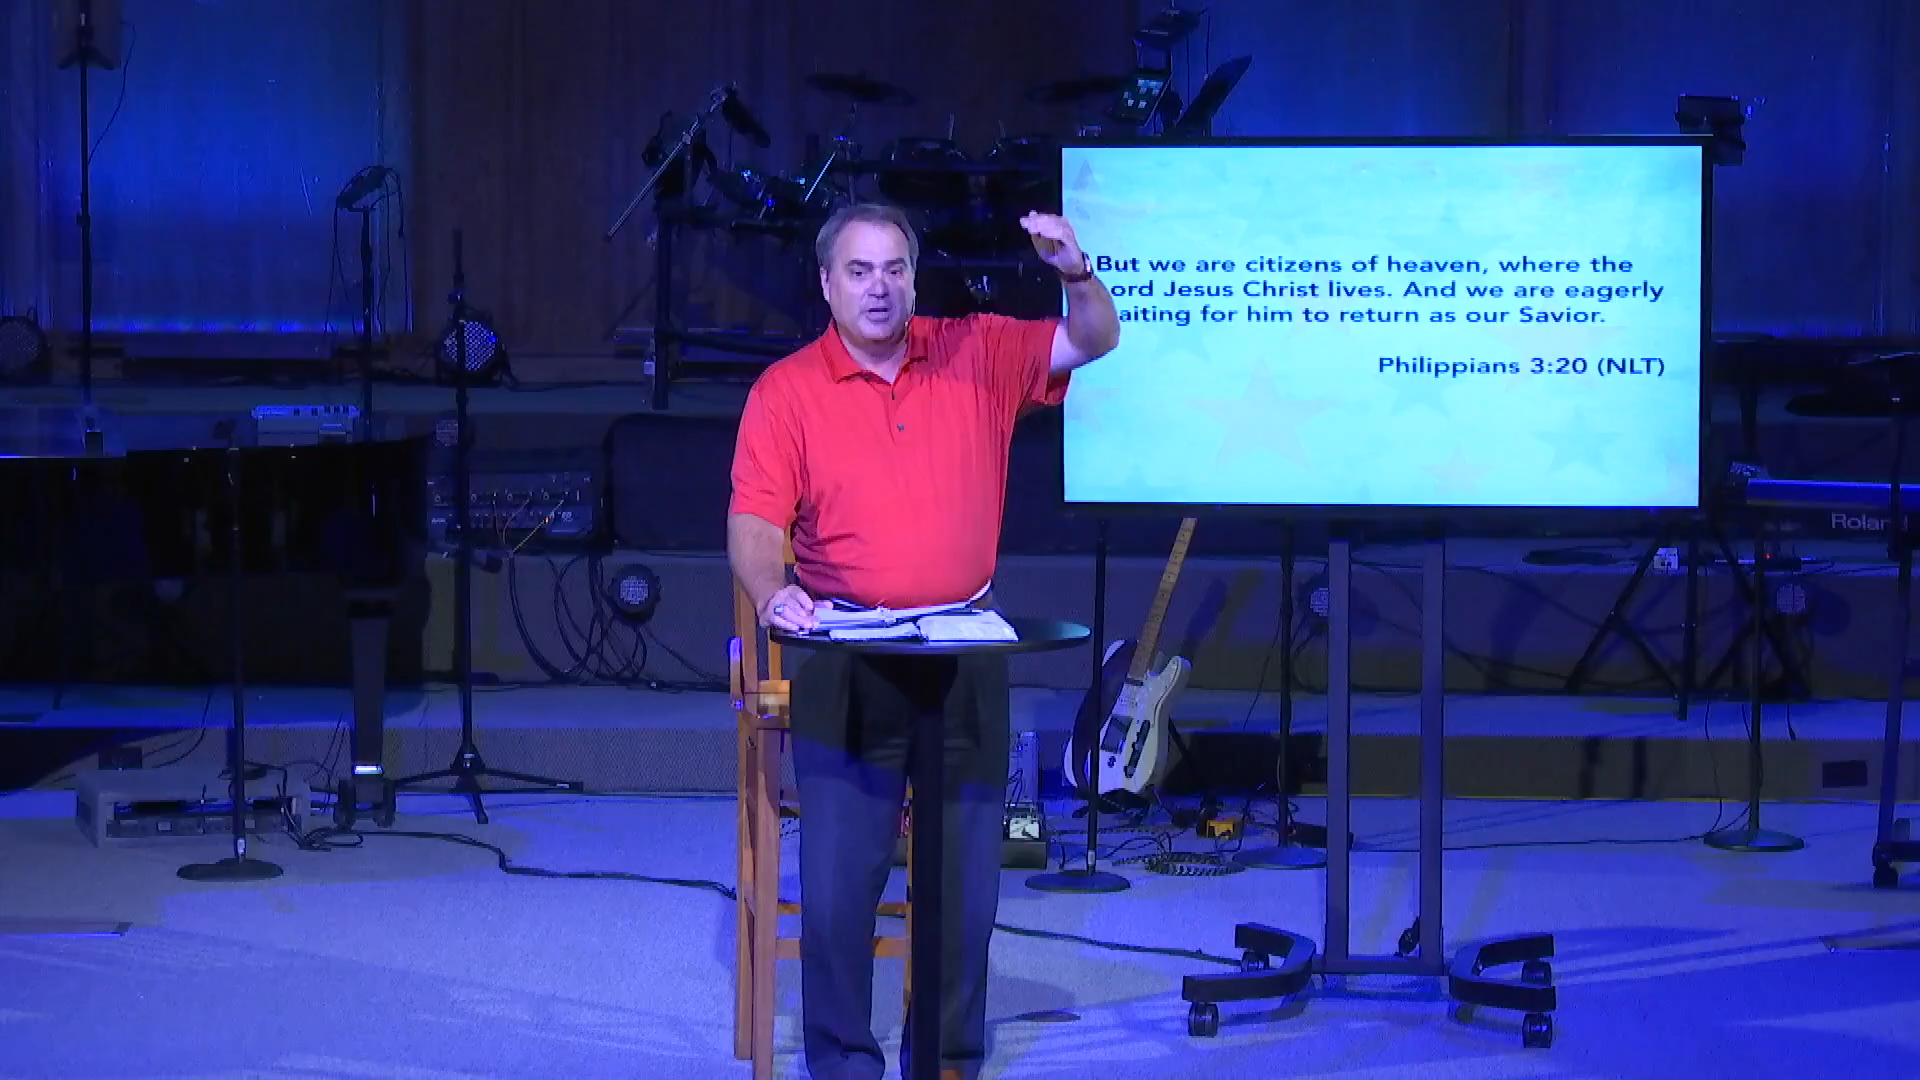 But we are citizens of heaven, where the
ord Jesus Christ lives. And we are eagerly
aiting for him to return as our Savior.
Philippians 3:20 (NLT)
Roland